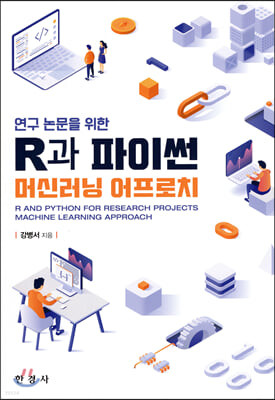 연구 논문을 위한
R과 파이썬
머신러닝 어프로치
R AND PYTHON FOR RESEARCH PROJECTS
MACHINE LEARNING APPROACH
| 강병서 지음 |
한경사